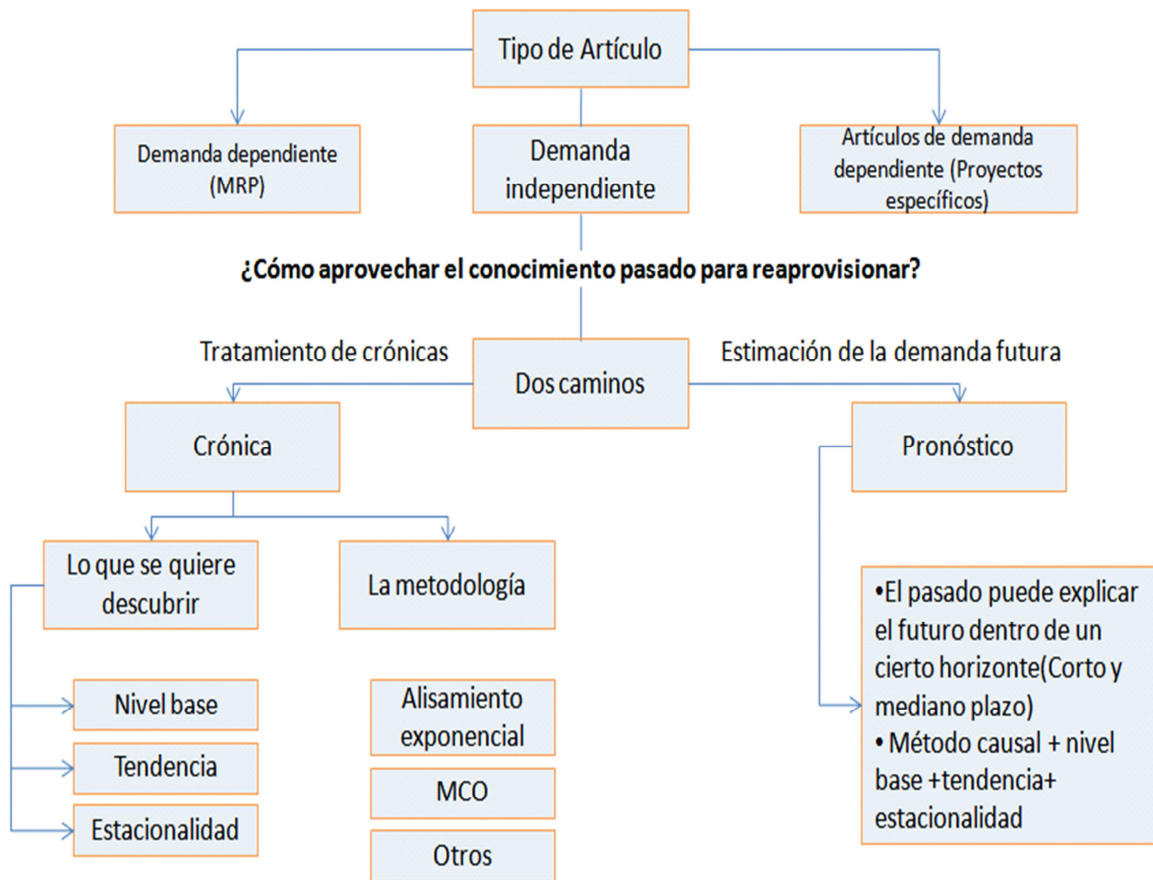 Tipo de Artículo
Demanda dependiente
(MRP)
Demanda
independiente
Artículos de demanda
dependiente (Proyectos
específicos)
¿Cómo aprovechar el conocimiento pasado para reaprovisionar?
Tratamiento de crónicas
Dos caminos
Estimación de la demanda futura
Crónica
Pronóstico
Lo que se quiere
descubrir
La metodología
Nivel base
Tendencia
Estacionalidad
Alisamiento
exponencial
MCO
Otros
•El pasado puede explicar
el futuro dentro de un
cierto horizonte(Corto y
mediano plazo)
• Método causal + nivel
base +tendencia+
estacionalidad